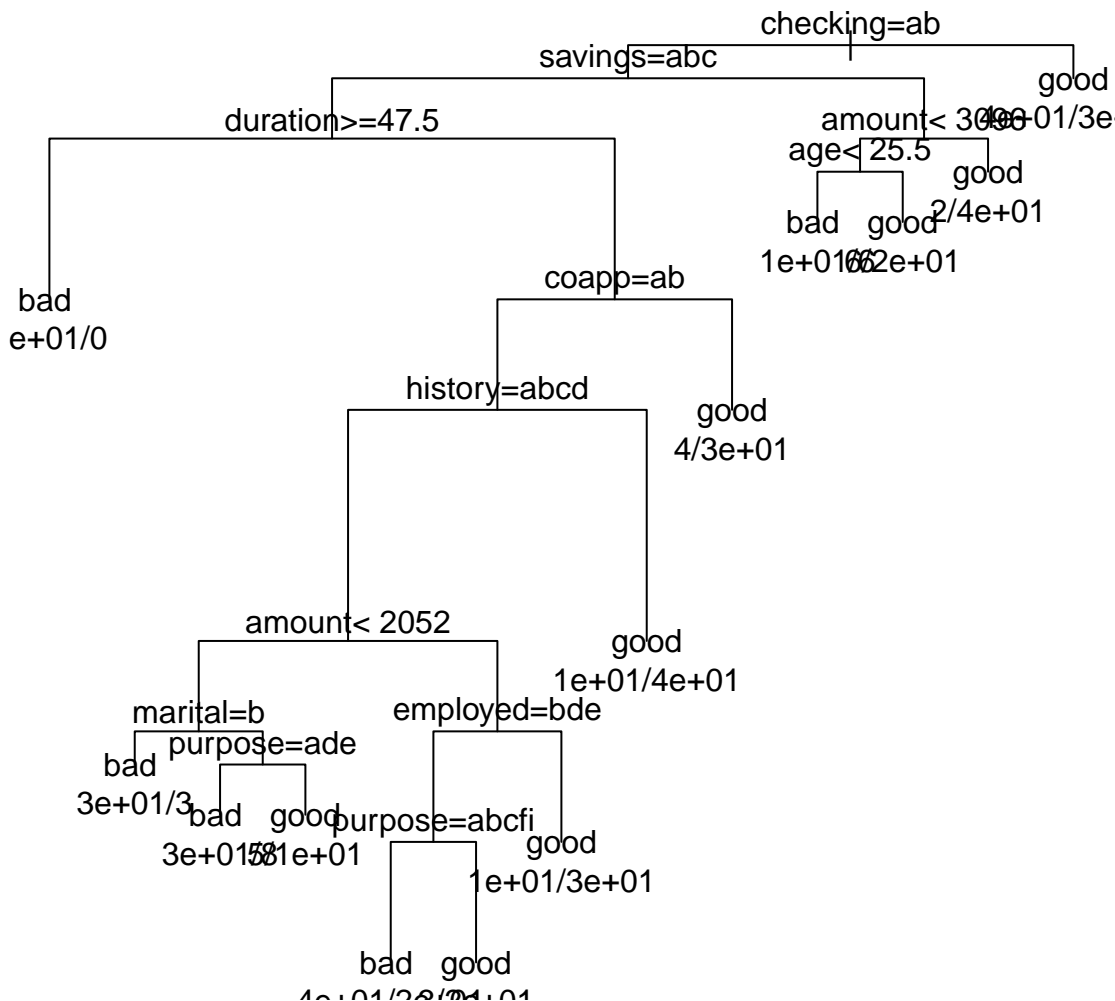 checking=ab
savings=abc
good
duration>=47.5
amount<
age< 25.5
good
2/4e+01
bad
good
coapp=ab
bad
e+01/0
history=abcd
good
4/3e+01
amount< 2052
good
1e+01/4e+01
marital=b
employed=bde
purpose=ade
bad
3e+01/3
bad
good
purpose=abcfi
good
1e+01/3e+01
bad
good